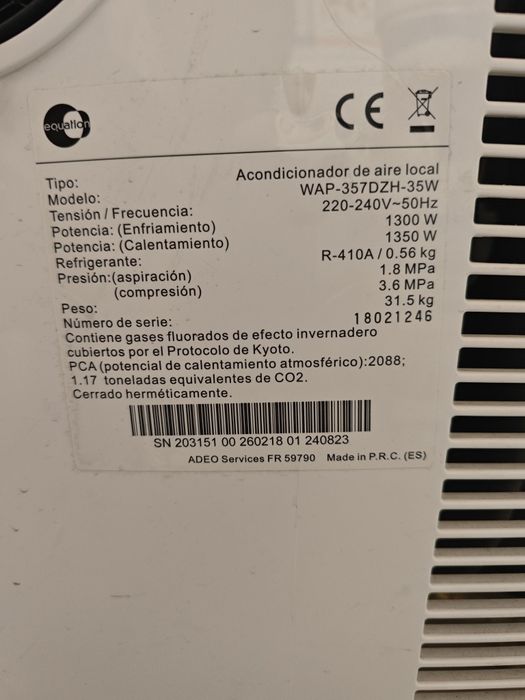 equation
CE
Tipo: Acondicionador de aire local
Modelo: WAP-357DZH-35W
Tensión / Frecuencia: 220-240V~50Hz
Potencia: (Enfriamiento) 1300 W
Potencia: (Calentamiento) 1350 W
Refrigerante: R-410A / 0.56 kg
Presión:(aspiración) 1.8 MPa
(compresión) 3.6 MPa
Peso: 31.5 kg
Número de serie: 18021246
Contiene gases fluorados de efecto invernadero
cubiertos por el Protocolo de Kyoto.
PCA (potencial de calentamiento atmosférico):2088;
1.17 toneladas equivalentes de CO2.
Cerrado herméticamente.
SN 203151 00 260218 01 240823
ADEO Services FR 59790 Made in P.R.C. (ES)